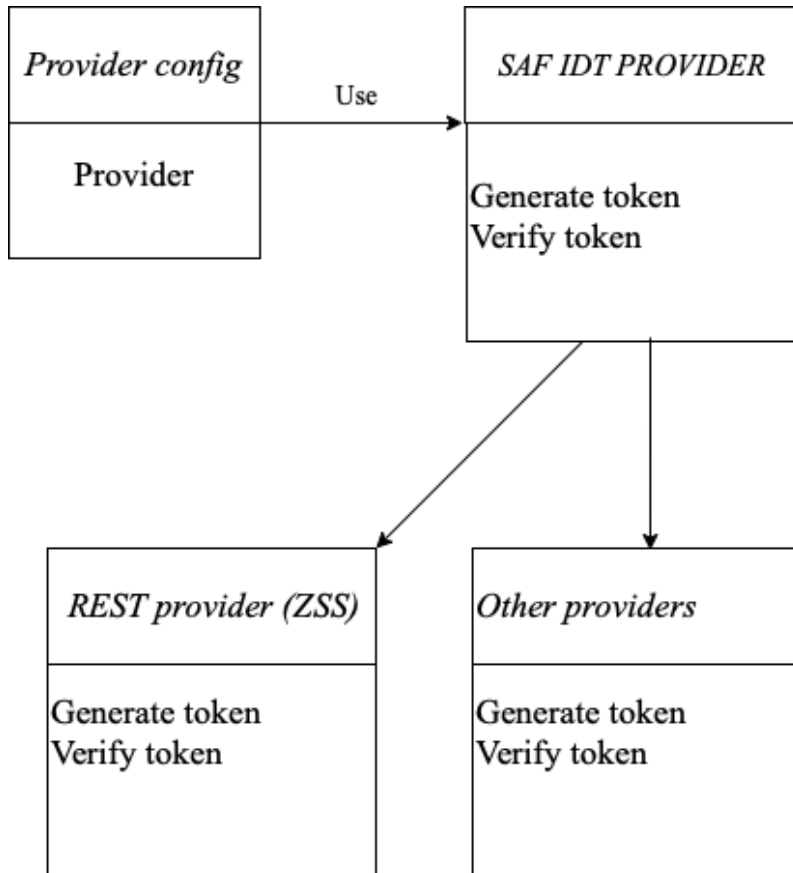 Provider config
SAF IDT PROVIDER
Use
Provider
Generate token
Verify token
REST provider (ZSS)
Other providers
Generate token
Verify token
Generate token
Verify token